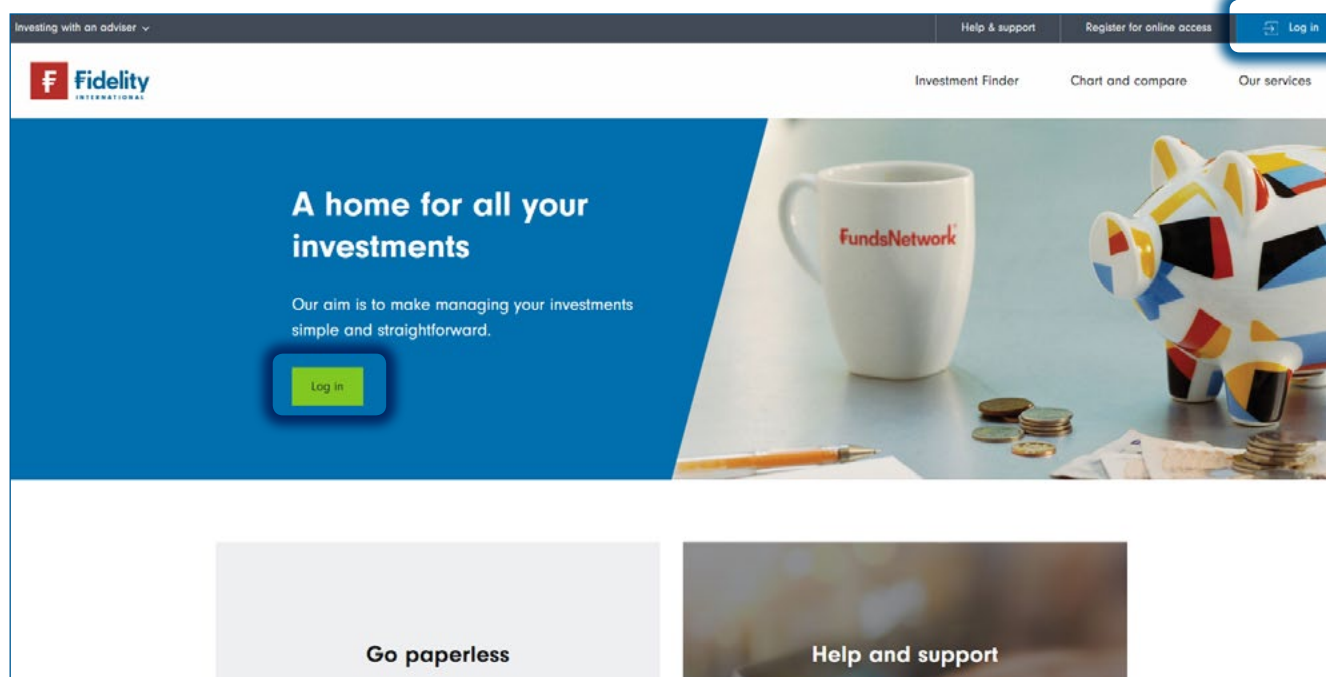 Investing with an adviser
Help & support
Register for online access
Log in
Fidelity
INTERNATIONAL
Investment Finder
Chart and compare
Our services
A home for all your
investments
Our aim is to make managing your investments
simple and straightforward.
Log in
FundsNetwork
Go paperless
Help and support